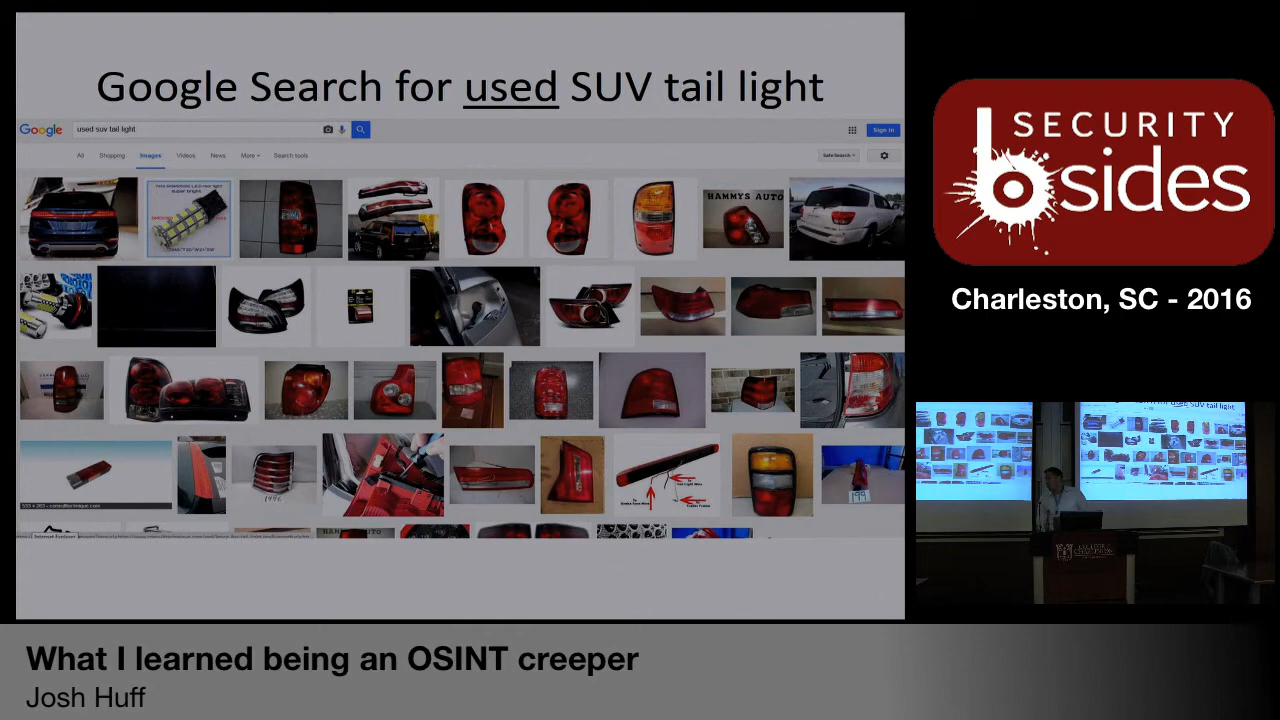 Google Search for used SUV tail light
Google
used suv tail light
Sign in
All Shopping Images Videos News More Search tools
SafeSearch
HAMMYS AUTO
1996
199
SECURITY
bsides
Charleston, SC - 2016
What I learned being an OSINT creeper
Josh Huff